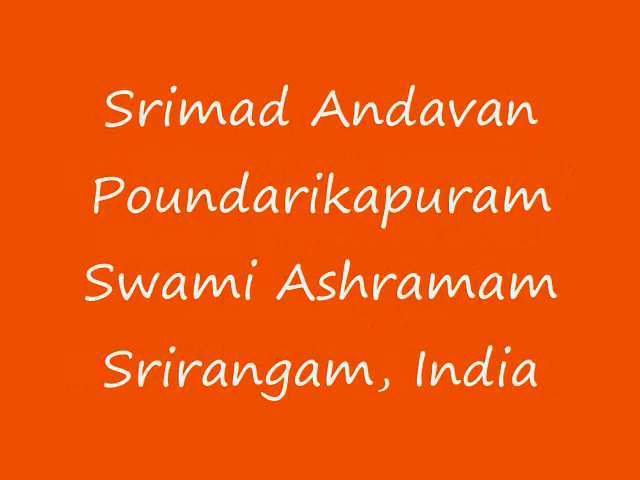 Srimad Andavan
Poundarikapuram
Swami Ashramam
Srirangam, India